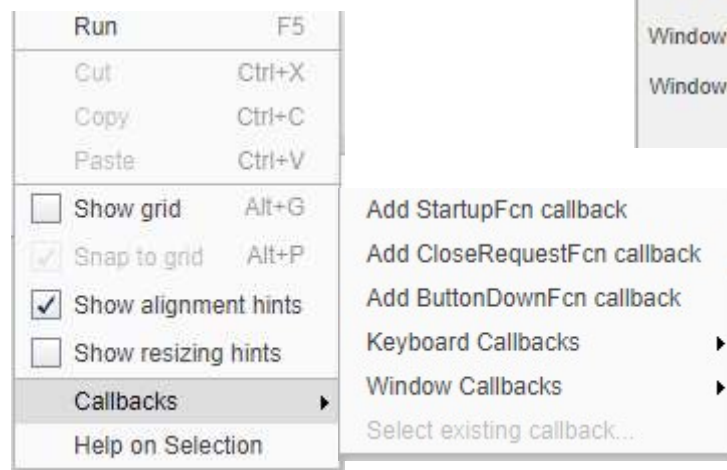 Run F5
Cut Ctrl+X
Copy Ctrl+C
Paste Ctrl+V
Show grid Alt+G
Snap to grid Alt+P
Show alignment hints
Show resizing hints
Callbacks
Help on Selection
Add StartupFcn callback
Add CloseRequestFcn callback
Add ButtonDownFcn callback
Keyboard Callbacks
Window Callbacks
Select existing callback...
Window
Window